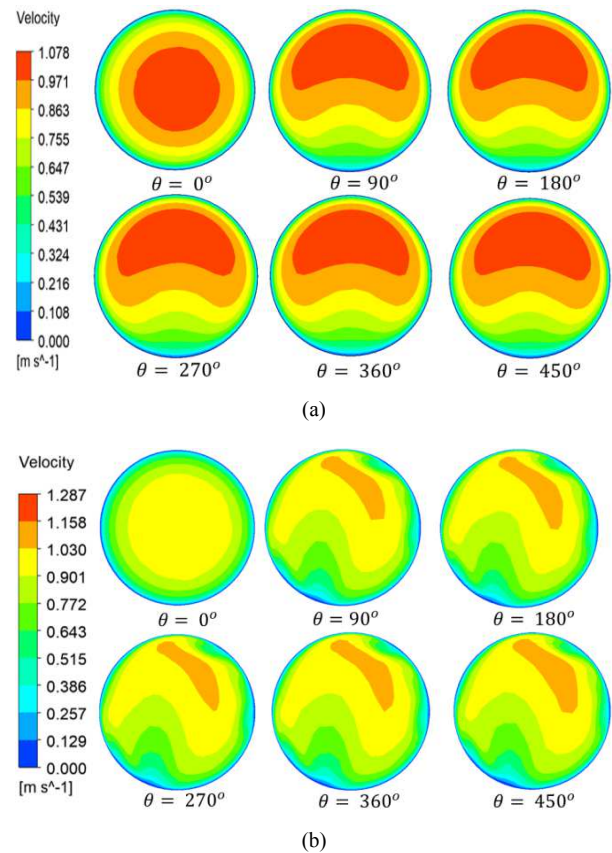 Velocity
1.078
0.971
0.863
0.755
0.647
0.539
0.431
0.324
0.216
0.108
0.000
[m s^-1]
θ = 0°
θ = 90°
θ = 180°
θ = 270°
θ = 360°
θ = 450°
(a)
Velocity
1.287
1.158
1.030
0.901
0.772
0.643
0.515
0.386
0.257
0.129
0.000
[m s^-1]
θ = 0°
θ = 90°
θ = 180°
θ = 270°
θ = 360°
θ = 450°
(b)